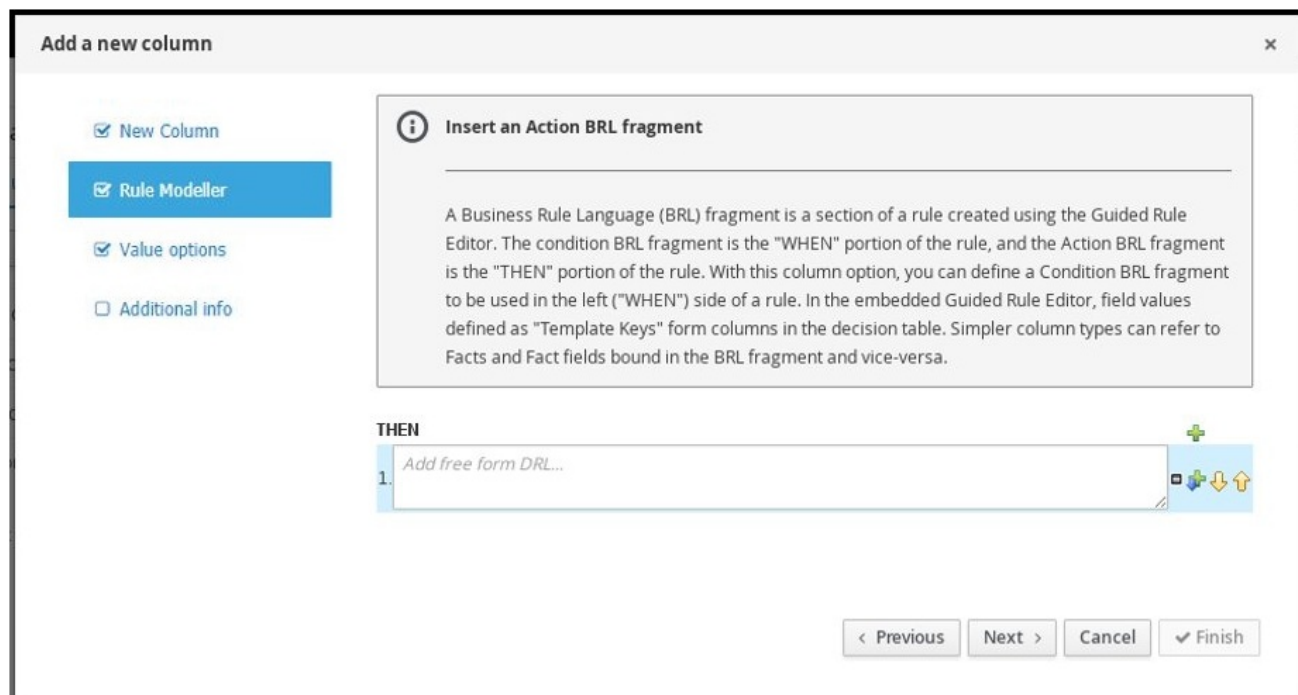 Add a new column
New Column
Rule Modeller
Value options
Additional info
Insert an Action BRL fragment
A Business Rule Language (BRL) fragment is a section of a rule created using the Guided Rule
Editor. The condition BRL fragment is the "WHEN" portion of the rule, and the Action BRL fragment
is the "THEN" portion of the rule. With this column option, you can define a Condition BRL fragment
to be used in the left ("WHEN") side of a rule. In the embedded Guided Rule Editor, field values
defined as "Template Keys" form columns in the decision table. Simpler column types can refer to
Facts and Fact fields bound in the BRL fragment and vice-versa.
THEN
1. Add free form DRL...
< Previous Next > Cancel Finish